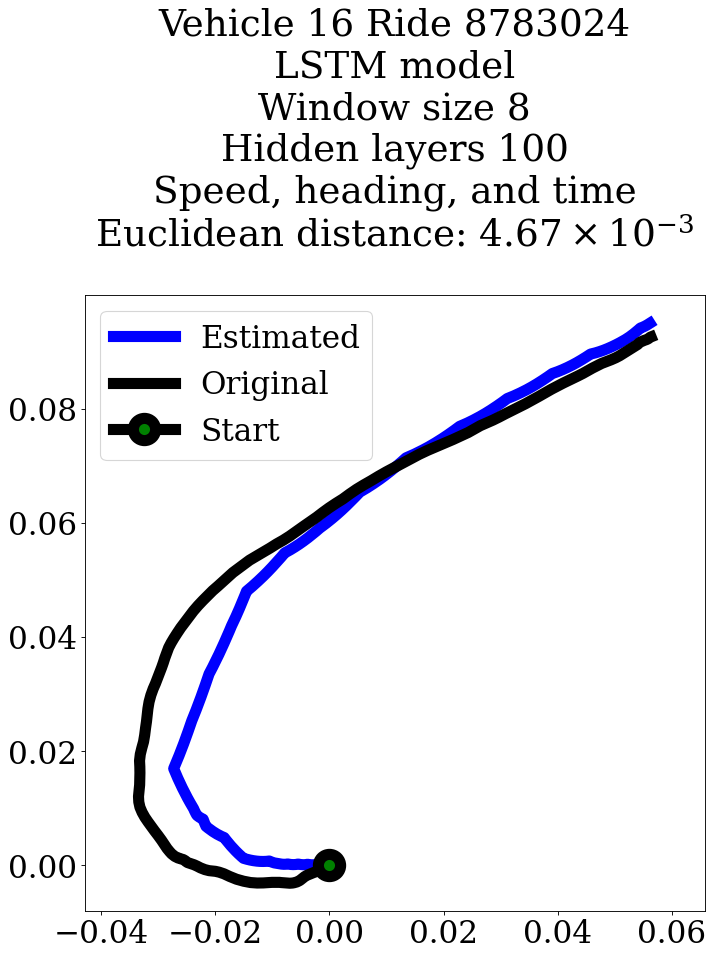 Vehicle 16 Ride 8783024
LSTM model
Window size 8
Hidden layers 100
Speed, heading, and time
Euclidean distance: 4.67 × 10⁻³
Estimated
Original
Start
0.08
0.06
0.04
0.02
0.00
−0.04 −0.02 0.00 0.02 0.04 0.06